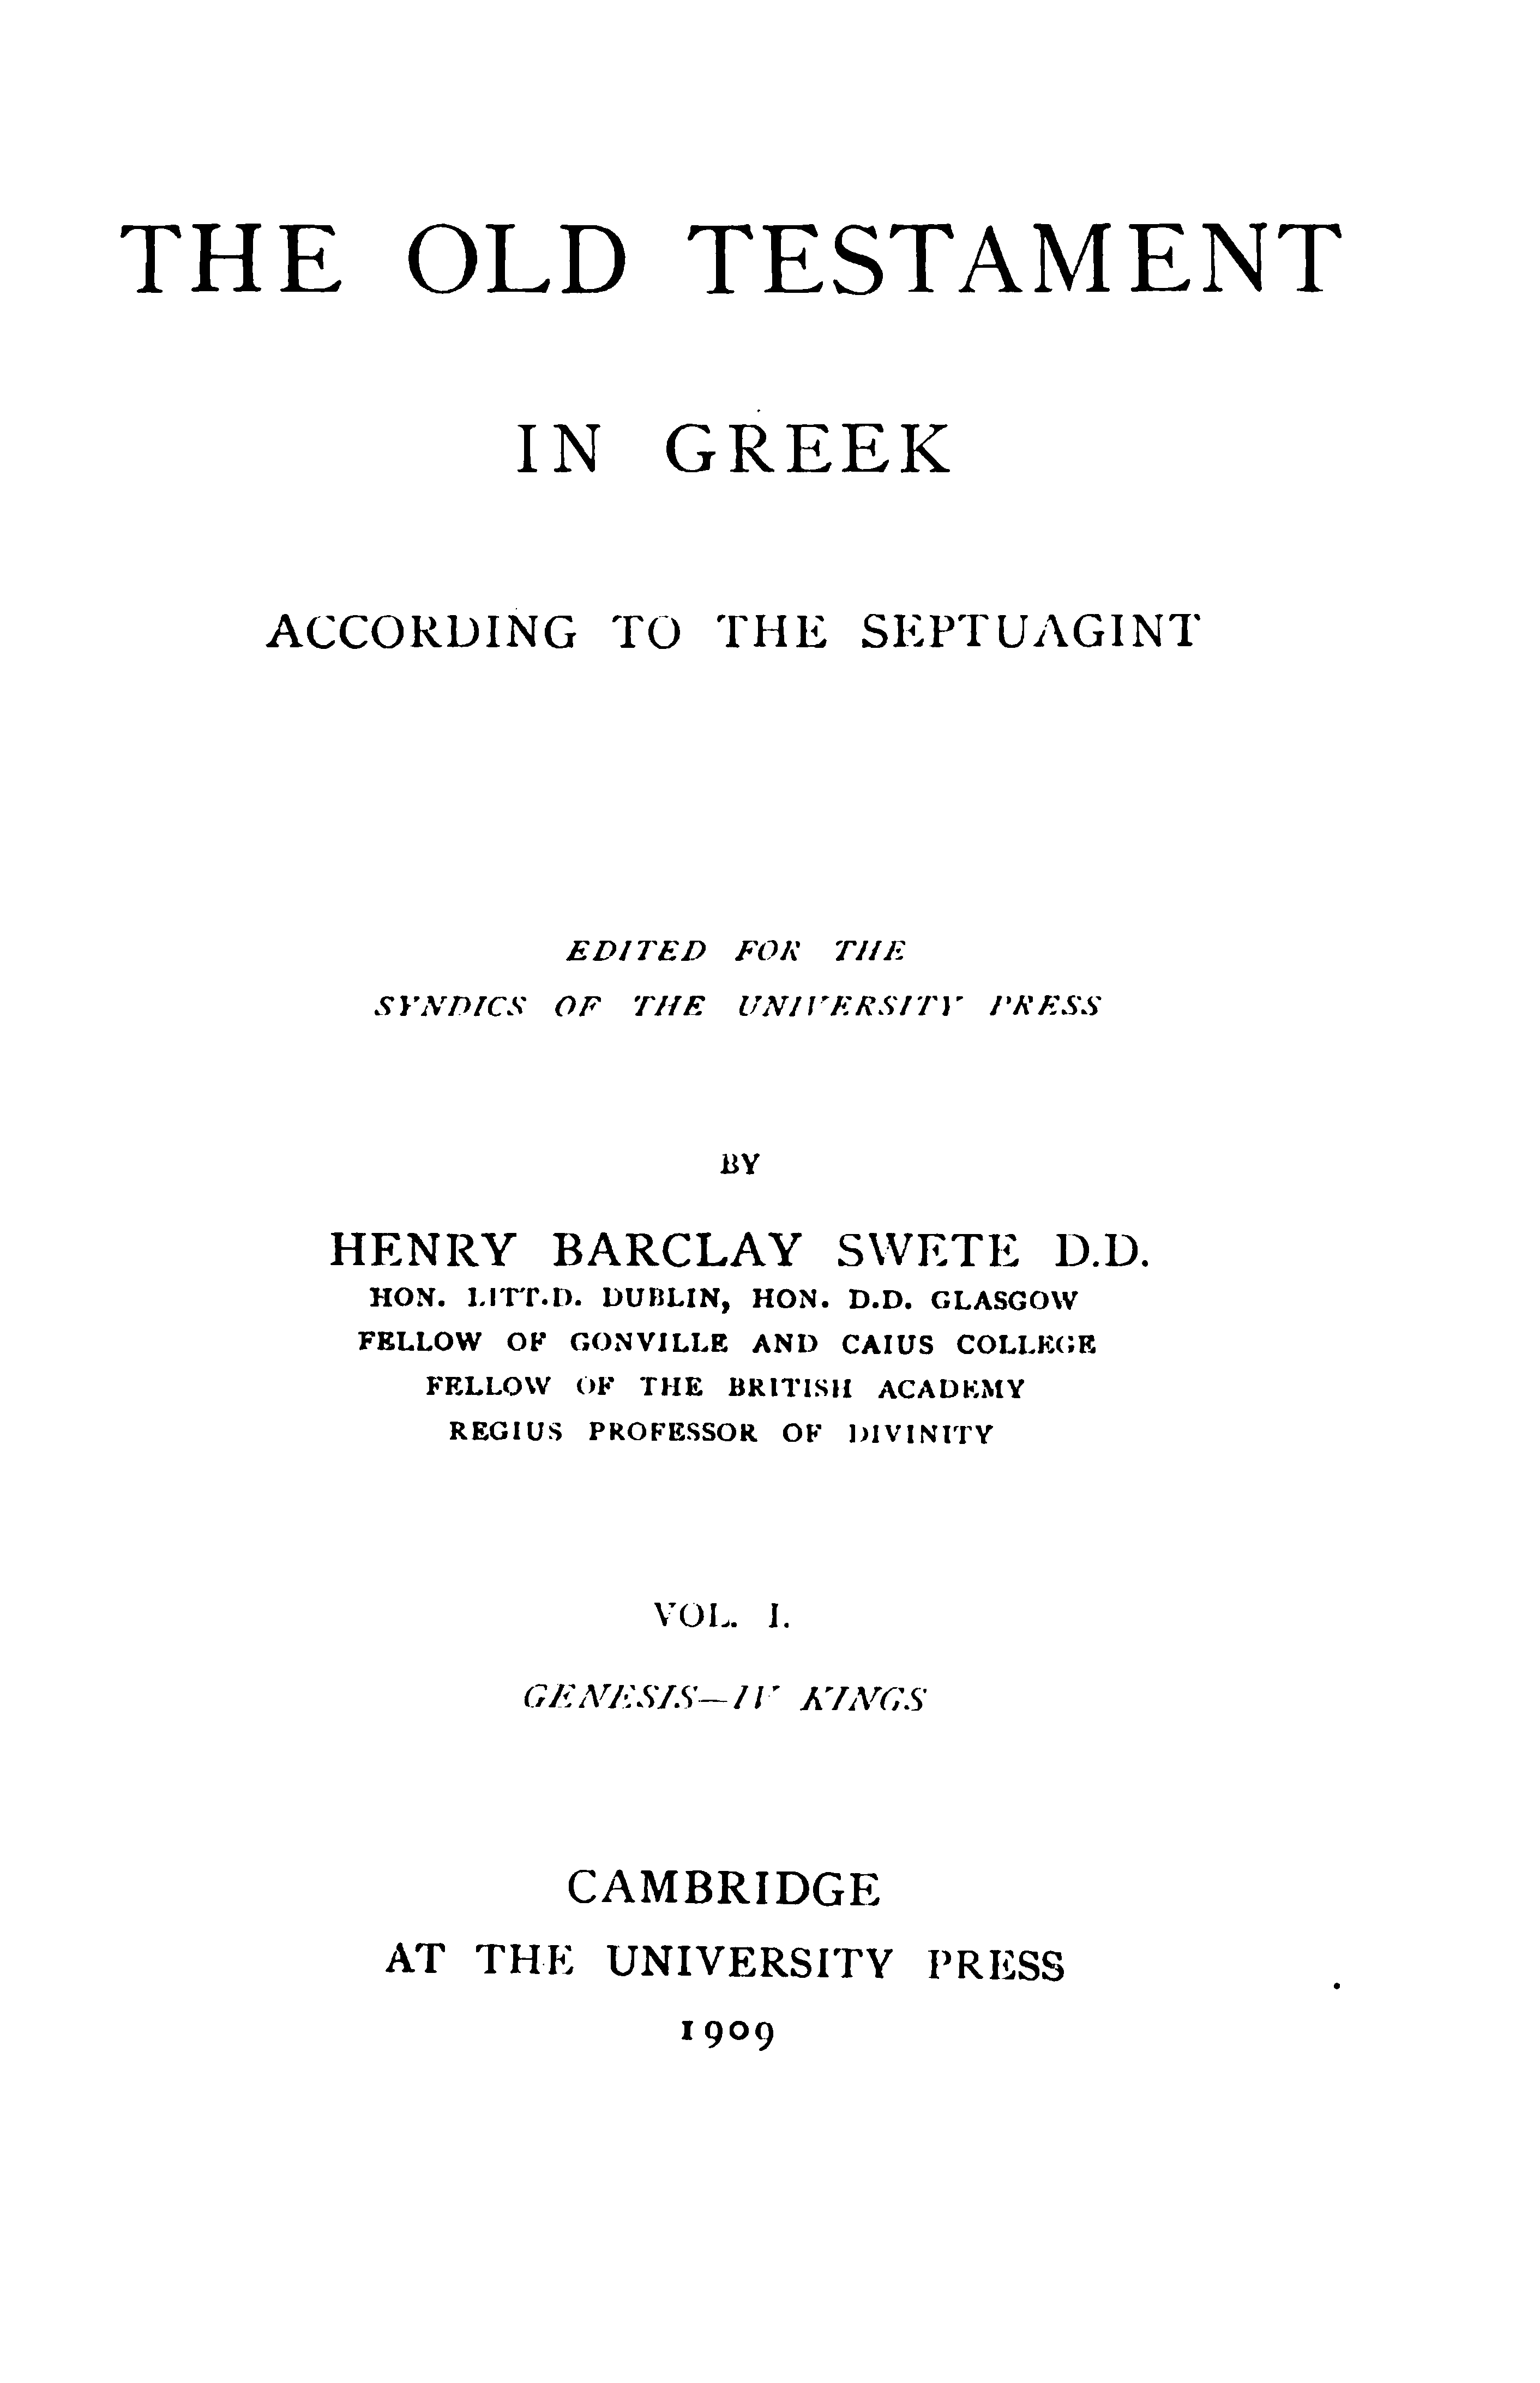 THE OLD TESTAMENT
IN GREEK
ACCORDING TO THE SEPTUAGINT
EDITED FOR THE
SYNDICS OF THE UNIVERSITY PRESS
BY
HENRY BARCLAY SWETE D.D.
HON. LITT.D. DUBLIN, HON. D.D. GLASGOW
FELLOW OF GONVILLE AND CAIUS COLLEGE
FELLOW OF THE BRITISH ACADEMY
REGIUS PROFESSOR OF DIVINITY
VOL. I.
GENESIS—IV KINGS
CAMBRIDGE
AT THE UNIVERSITY PRESS
1909